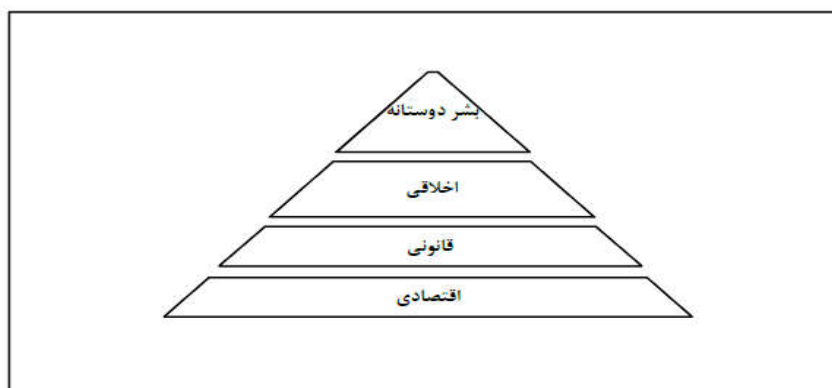 بشر دوستانه
اخلاقی
قانونی
اقتصادی